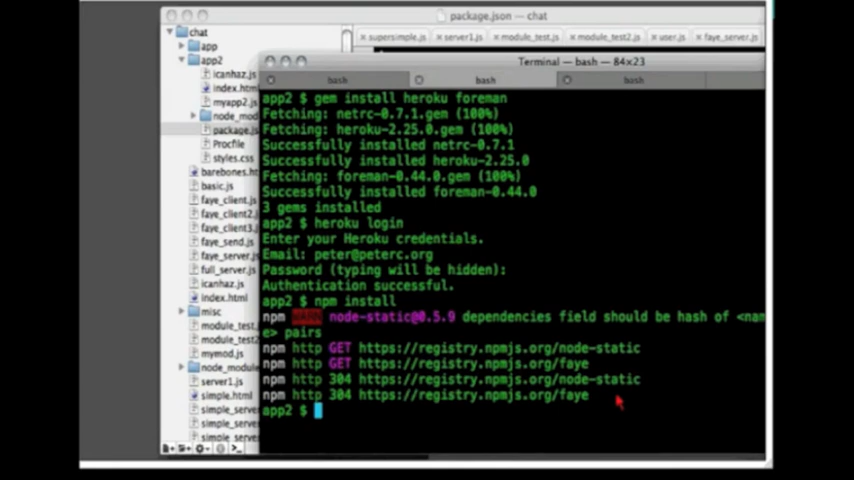 package.json — chat
chat
app
app2
icanhaz.js
index.html
myapp2.js
node_mod
package.js
Procfile
styles.css
barebones.ht
basic.js
faye_client.j
faye_client2.
faye_client3.
faye_send.js
faye_server.j
full_server.js
icanhaz.js
index.html
misc
module_test.
module_test2
mymod.js
node_module
server1.js
simple.html
simple_serve
simple_serve
simple_serve
supersimple.js
server1.js
module_test.js
module_test2.js
user.js
faye_server.js
Terminal — bash — 84x23
bash
bash
bash
app2 $ gem install heroku foreman
Fetching: netrc-0.7.1.gem (100%)
Fetching: heroku-2.25.0.gem (100%)
Successfully installed netrc-0.7.1
Successfully installed heroku-2.25.0
Fetching: foreman-0.44.0.gem (100%)
Successfully installed foreman-0.44.0
3 gems installed
app2 $ heroku login
Enter your Heroku credentials.
Email: peter@peterc.org
Password (typing will be hidden):
Authentication successful.
app2 $ npm install
npm WARN node-static@0.5.9 dependencies field should be hash of <nam
e> pairs
npm http GET https://registry.npmjs.org/node-static
npm http GET https://registry.npmjs.org/faye
npm http 304 https://registry.npmjs.org/node-static
npm http 304 https://registry.npmjs.org/faye
app2 $